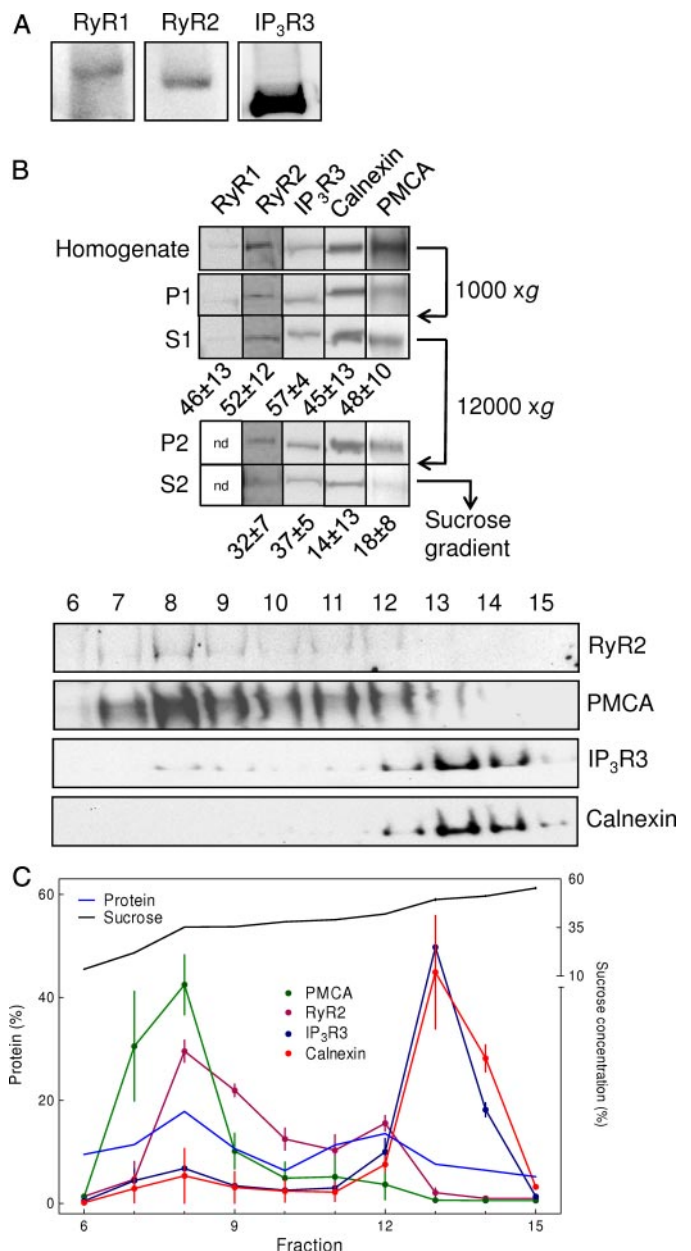 A
RyR1 RyR2 IP₃R3
B
RyR1 RyR2 IP₃R3 Calnexin PMCA
Homogenate
P1
1000 xg
S1
46±13 52±12 57±4 45±13 48±10
12000 xg
P2 nd
S2 nd
32±7 37±5 14±13 18±8
Sucrose
gradient
6 7 8 9 10 11 12 13 14 15
RyR2
PMCA
IP₃R3
Calnexin
C
60 60
Protein
Sucrose
35
10
40
PMCA
RyR2
IP₃R3
Calnexin
20
0
Protein (%)
Sucrose concentration (%)
6 9 12 15
Fraction